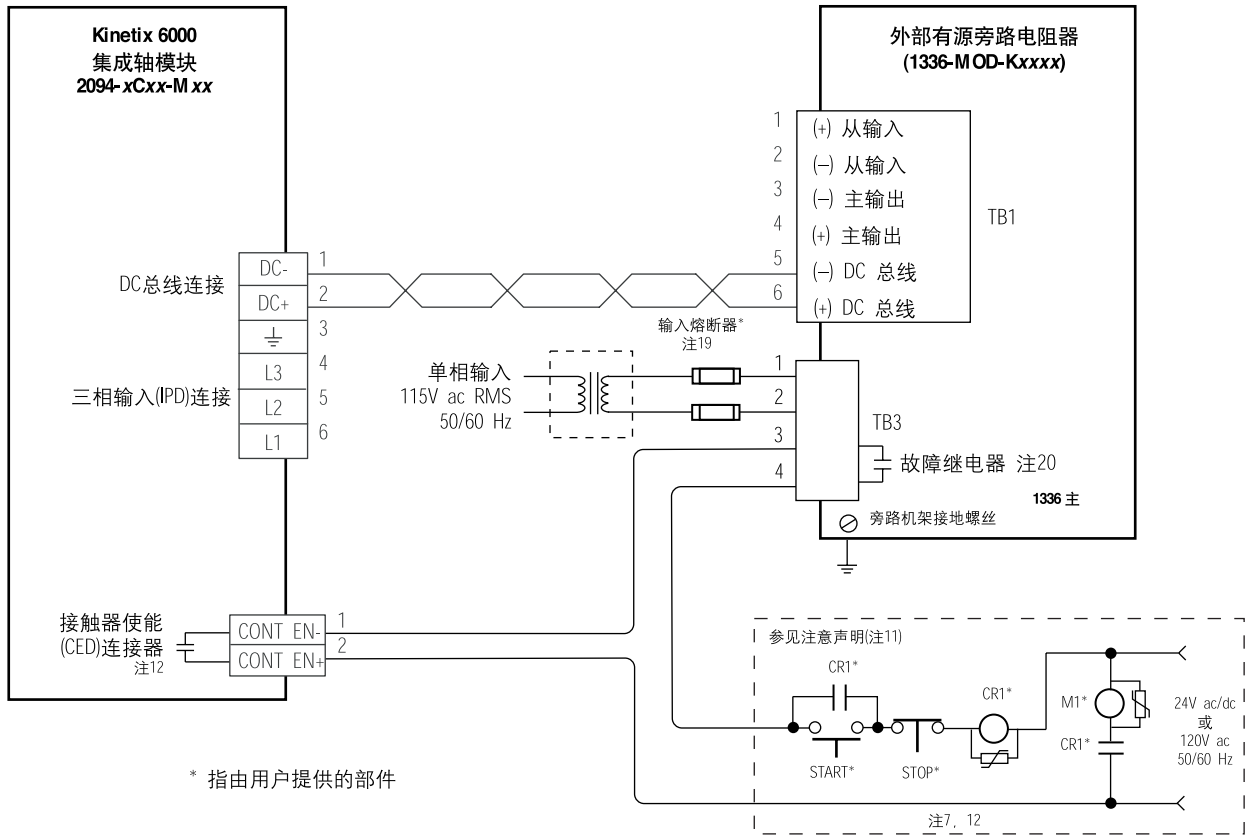 Kinetix 6000
集成轴模块
2094-xCxx-Mxx
外部有源旁路电阻器
(1336-MOD-Kxxxx)
1
(+) 从输入
2
(–) 从输入
3
(–) 主输出
4
(+) 主输出
TB1
5
(–) DC 总线
6
(+) DC 总线
DC总线连接
DC-
1
DC+
2
3
三相输入(IPD)连接
L3
4
L2
5
L1
6
输入熔断器*
注19
单相输入
115V ac RMS
50/60 Hz
1
2
3
4
TB3
故障继电器 注20
1336 主
旁路机架接地螺丝
接触器使能
(CED)连接器
注12
CONT EN-
1
CONT EN+
2
参见注意声明(注11)
CR1*
CR1*
M1*
CR1*
24V ac/dc
或
120V ac
50/60 Hz
START*
STOP*
注7, 12
* 指由用户提供的部件